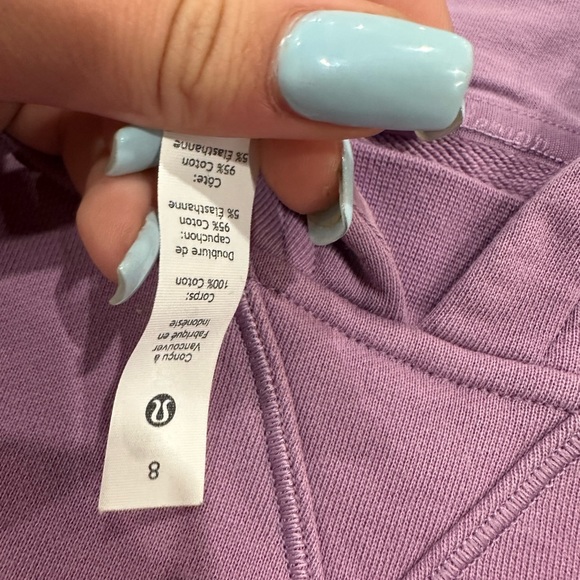 8
Conçu à
Vancouver
Fabriqué en
Indonésie
Corps:
100% Coton
Doublure de
capuchon:
95% Coton
5% Élasthanne
Côte:
95% Coton
5% Élasthanne